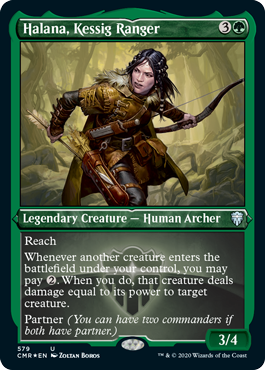 Halana, Kessig Ranger 3
Legendary Creature — Human Archer
Reach
Whenever another creature enters the
battlefield under your control, you may
pay 2. When you do, that creature deals
damage equal to its power to target
creature.
Partner (You can have two commanders if
both have partner.)
3/4
579 U
CMR ★ EN Zoltan Boros
™ & © 2020 Wizards of the Coast